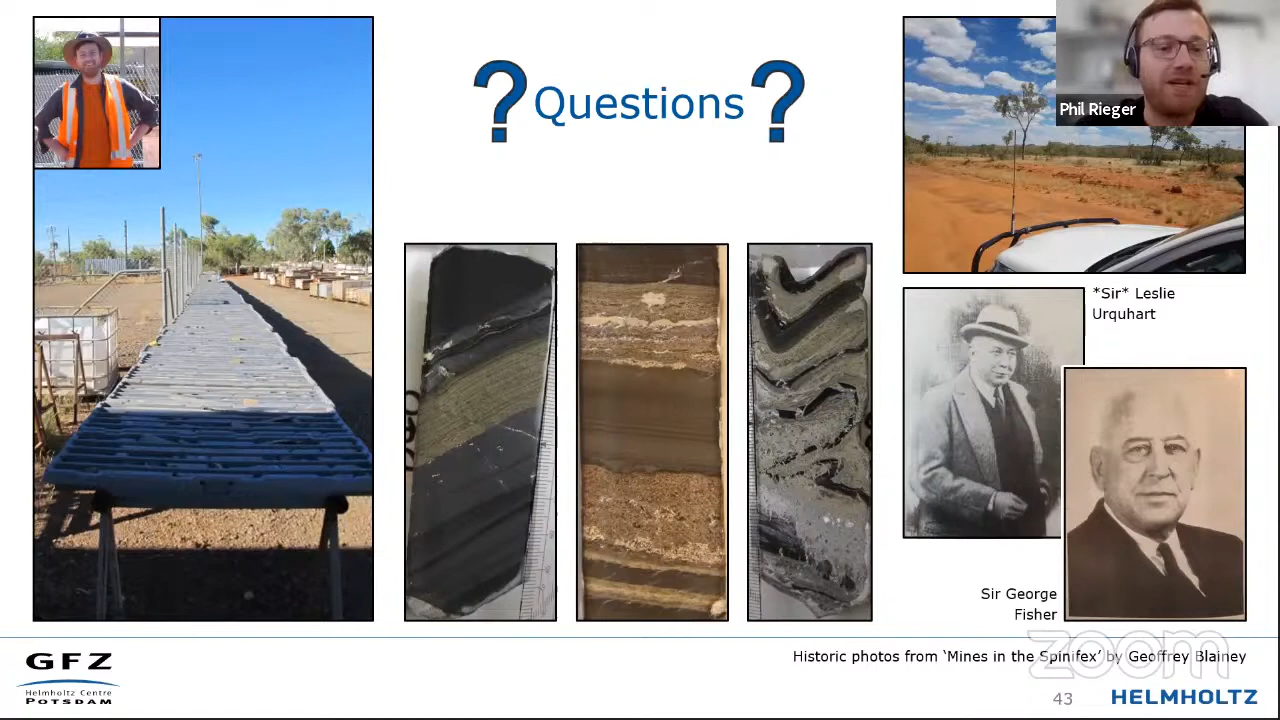 ? Questions ?
Phil Rieger
*Sir* Leslie
Urquhart
Sir George
Fisher
Historic photos from ‘Mines in the Spinifex’ by Geoffrey Blainey
zoom
GFZ
Helmholtz Centre
POTSDAM
43
HELMHOLTZ